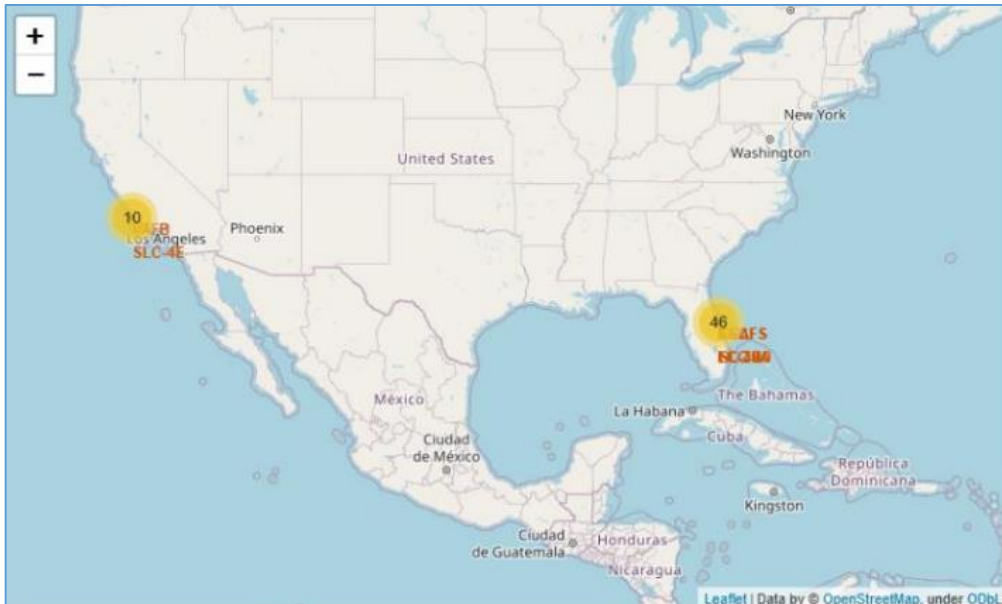 +
−
New York
Washington
United States
10
Los Angeles
Phoenix
SLC-4E
46
The Bahamas
México
La Habana
Cuba
Ciudad
de México
República
Dominicana
Kingston
Ciudad
de Guatemala
Honduras
Nicaragua
Leaflet | Data by © OpenStreetMap, under ODbL